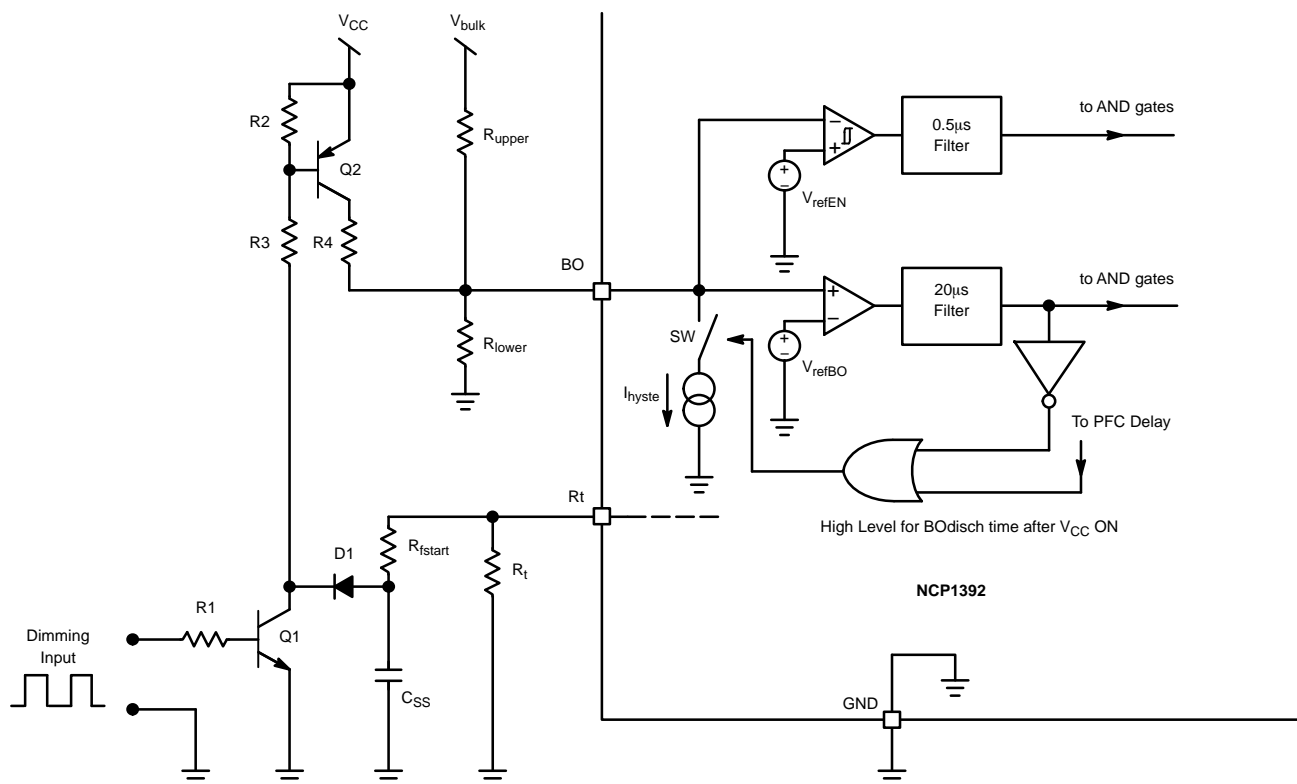 VCC
Vbulk
R2
Rupper
Q2
R3
R4
BO
Rlower
to AND gates
0.5μs
Filter
−
+
+
−
VrefEN
to AND gates
20μs
Filter
+
−
+
−
VrefBO
SW
Ihyste
To PFC Delay
High Level for BOdisch time after VCC ON
Rt
Rfstart
Rt
D1
NCP1392
R1
Q1
Dimming
Input
CSS
GND